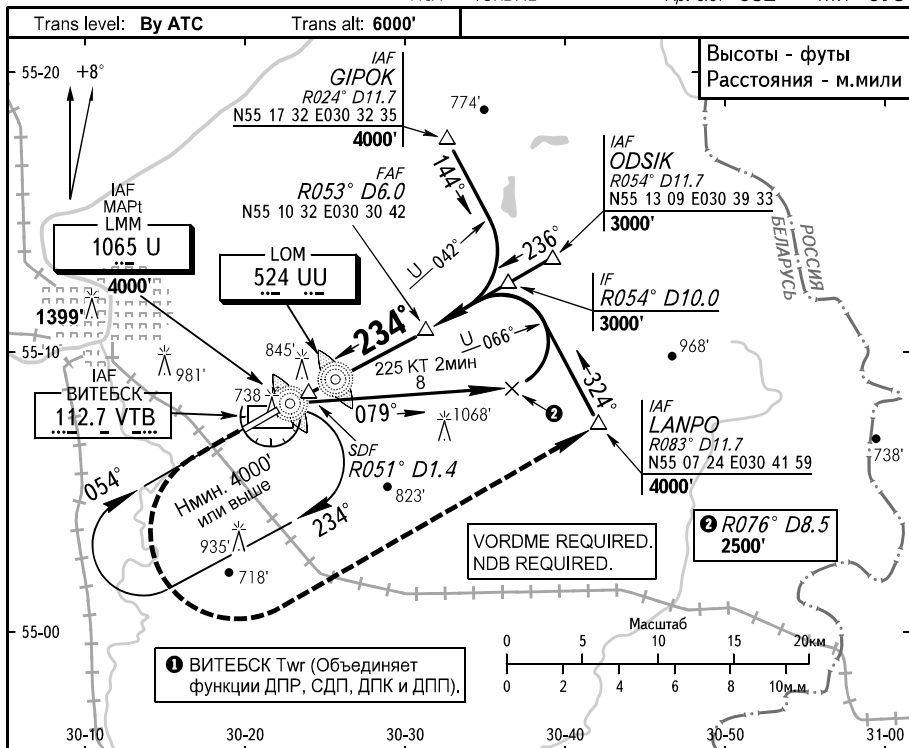 Trans level: By ATC
Trans alt: 6000'
Высоты - футы
Расстояния - м.мили
55-20
+8°
IAF
GIPOK
R024° D11.7
N55 17 32 E030 32 35
4000'
774'
144°
IAF
ODSIK
R054° D11.7
N55 13 09 E030 39 33
3000'
236°
РОССИЯ
БЕЛАРУСЬ
FAF
R053° D6.0
N55 10 32 E030 30 42
IAF
MAPt
LMM
1065 U
4000'
LOM
524 UU
U 042°
IF
R054° D10.0
3000'
1399'
234°
U 066°
55-10
845'
981'
225 КТ 2мин
8
968'
IAF
ВИТЕБСК
112.7 VTB
738
079°
1068'
2
324°
IAF
LANPO
R083° D11.7
N55 07 24 E030 41 59
4000'
738'
SDF
R051° D1.4
823'
054°
Hмин. 4000'
или выше
234°
935'
718'
VORDME REQUIRED.
NDB REQUIRED.
2 R076° D8.5
2500'
55-00
1 ВИТЕБСК Twr (Объединяет
функции ДПР, СДП, ДПК и ДПП).
Масштаб
0 5 10 15 20км
0 2 4 6 8 10м.м
30-10 30-20 30-30 30-40 30-50 31-00